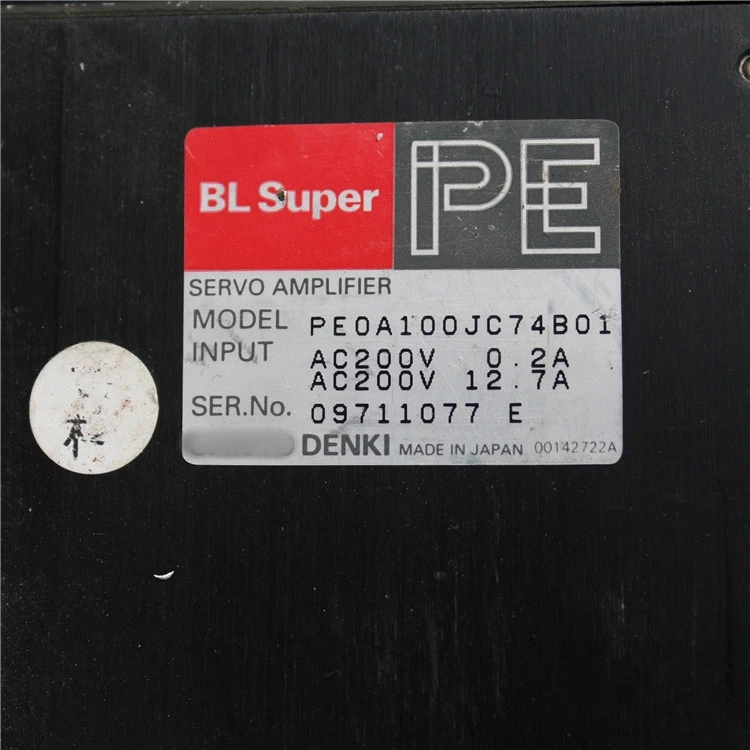 BL Super PE
SERVO AMPLIFIER
MODEL PE0A100JC74B01
INPUT AC200V 0.2A
AC200V 12.7A
SER.No. 09711077 E
DENKI MADE IN JAPAN 00142722A